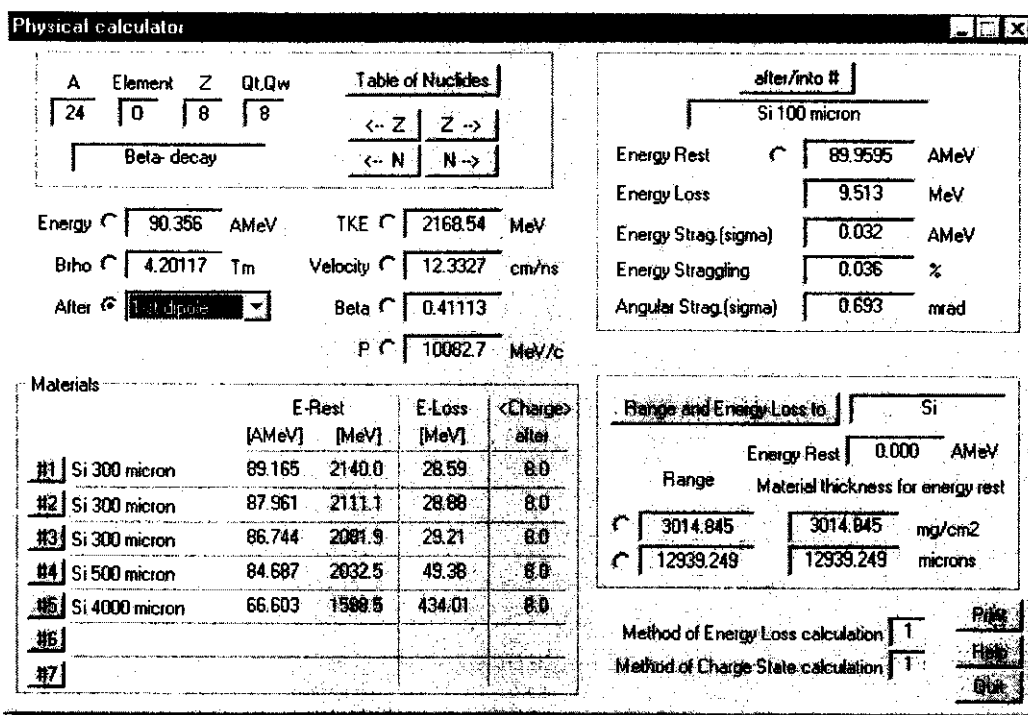 Physical calculator
A Element Z Qt,Qw
24 O 8 8
Beta- decay
Table of Nuclides
<-- Z Z -->
<-- N N -->
Energy 90.356 AMeV
Brho 4.20117 Tm
After 1-st dipole
TKE 2168.54 MeV
Velocity 12.3327 cm/ns
Beta 0.41113
P 10082.7 MeV/c
after/into #
Si 100 micron
Energy Rest 89.9595 AMeV
Energy Loss 9.513 MeV
Energy Strag.(sigma) 0.032 AMeV
Energy Straggling 0.036 %
Angular Strag.(sigma) 0.693 mrad
Materials
E-Rest E-Loss <Charge>
[AMeV] [MeV] [MeV] after
#1 Si 300 micron 89.165 2140.0 28.59 8.0
#2 Si 300 micron 87.961 2111.1 28.88 8.0
#3 Si 300 micron 86.744 2081.9 29.21 8.0
#4 Si 500 micron 84.687 2032.5 49.38 8.0
#5 Si 4000 micron 66.603 1598.5 434.01 8.0
#6
#7
Range and Energy Loss to Si
Energy Rest 0.000 AMeV
Range Material thickness for energy rest
3014.845 3014.845 mg/cm2
12939.249 12939.249 microns
Method of Energy Loss calculation 1
Method of Charge State calculation 1
Print
Help
Quit